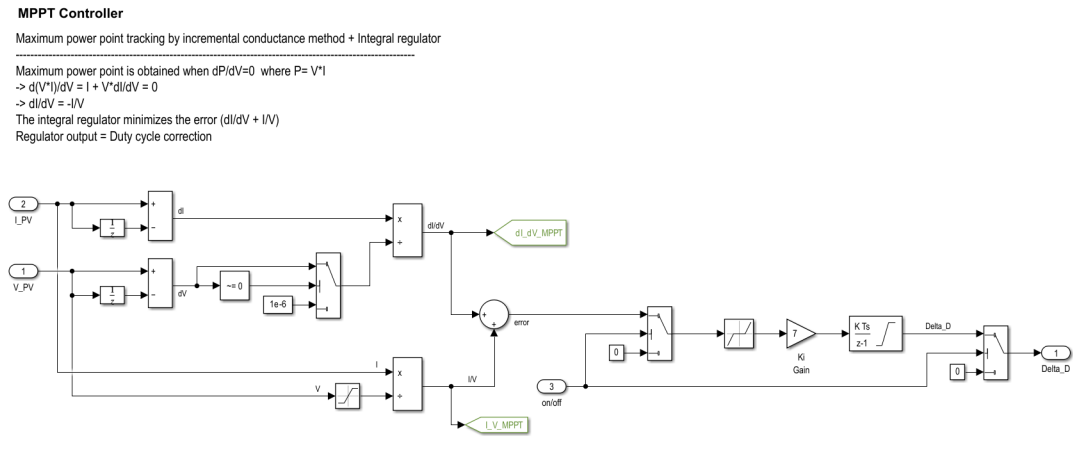 MPPT Controller
Maximum power point tracking by incremental conductance method + Integral regulator
Maximum power point is obtained when dP/dV=0 where P= V*I
-> d(V*I)/dV = I + V*dI/dV = 0
-> dI/dV = -I/V
The integral regulator minimizes the error (dI/dV + I/V)
Regulator output = Duty cycle correction
2
I_PV
1
z
+
−
dI
x
÷
dI/dV
dI_dV_MPPT
1
V_PV
1
z
+
−
dV
~= 0
1e-6
+
+
error
0
7
Ki
Gain
K Ts
z-1
Delta_D
0
1
Delta_D
I
V
x
÷
I/V
I_V_MPPT
3
on/off